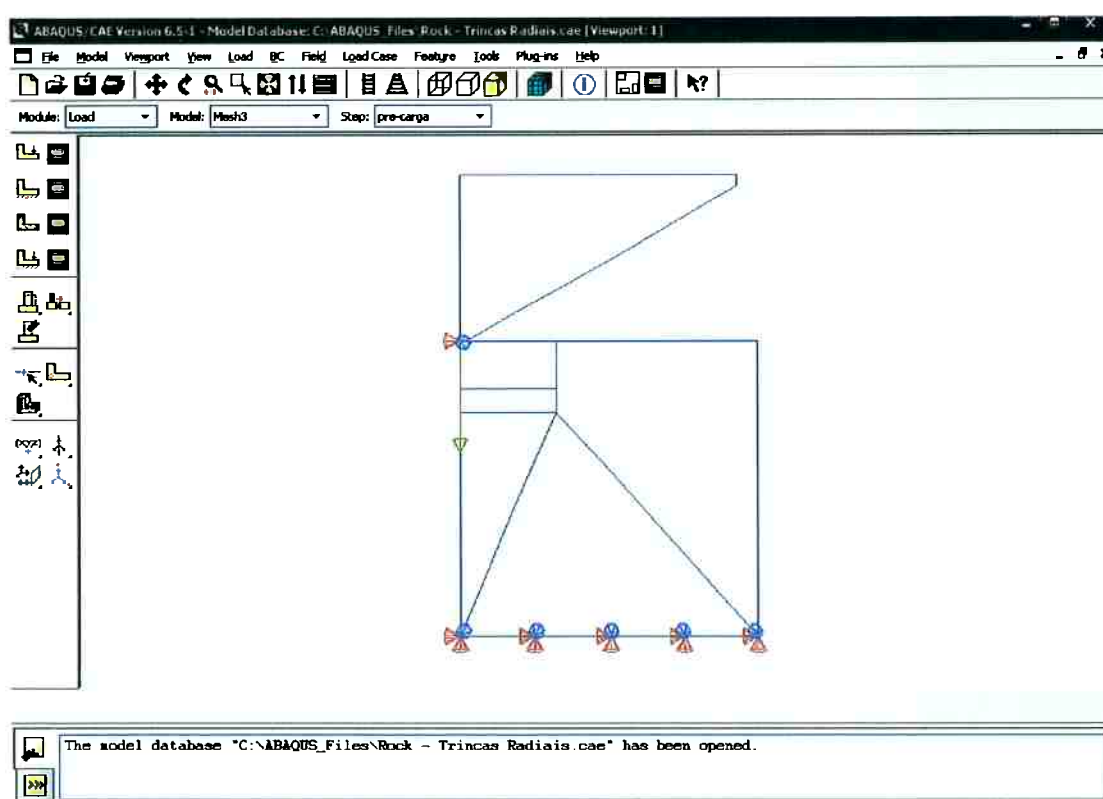 ABAQUS/CAE Version 6.5-1 - Model Database: C:\ABAQUS_Files\Rock - Trincas Radiais.cae [Viewport: 1]
File Model Viewport View Load BC Field Load Case Feature Tools Plug-ins Help
Module: Load Model: Mesh3 Step: pre-carga
The model database "C:\ABAQUS_Files\Rock - Trincas Radiais.cae" has been opened.